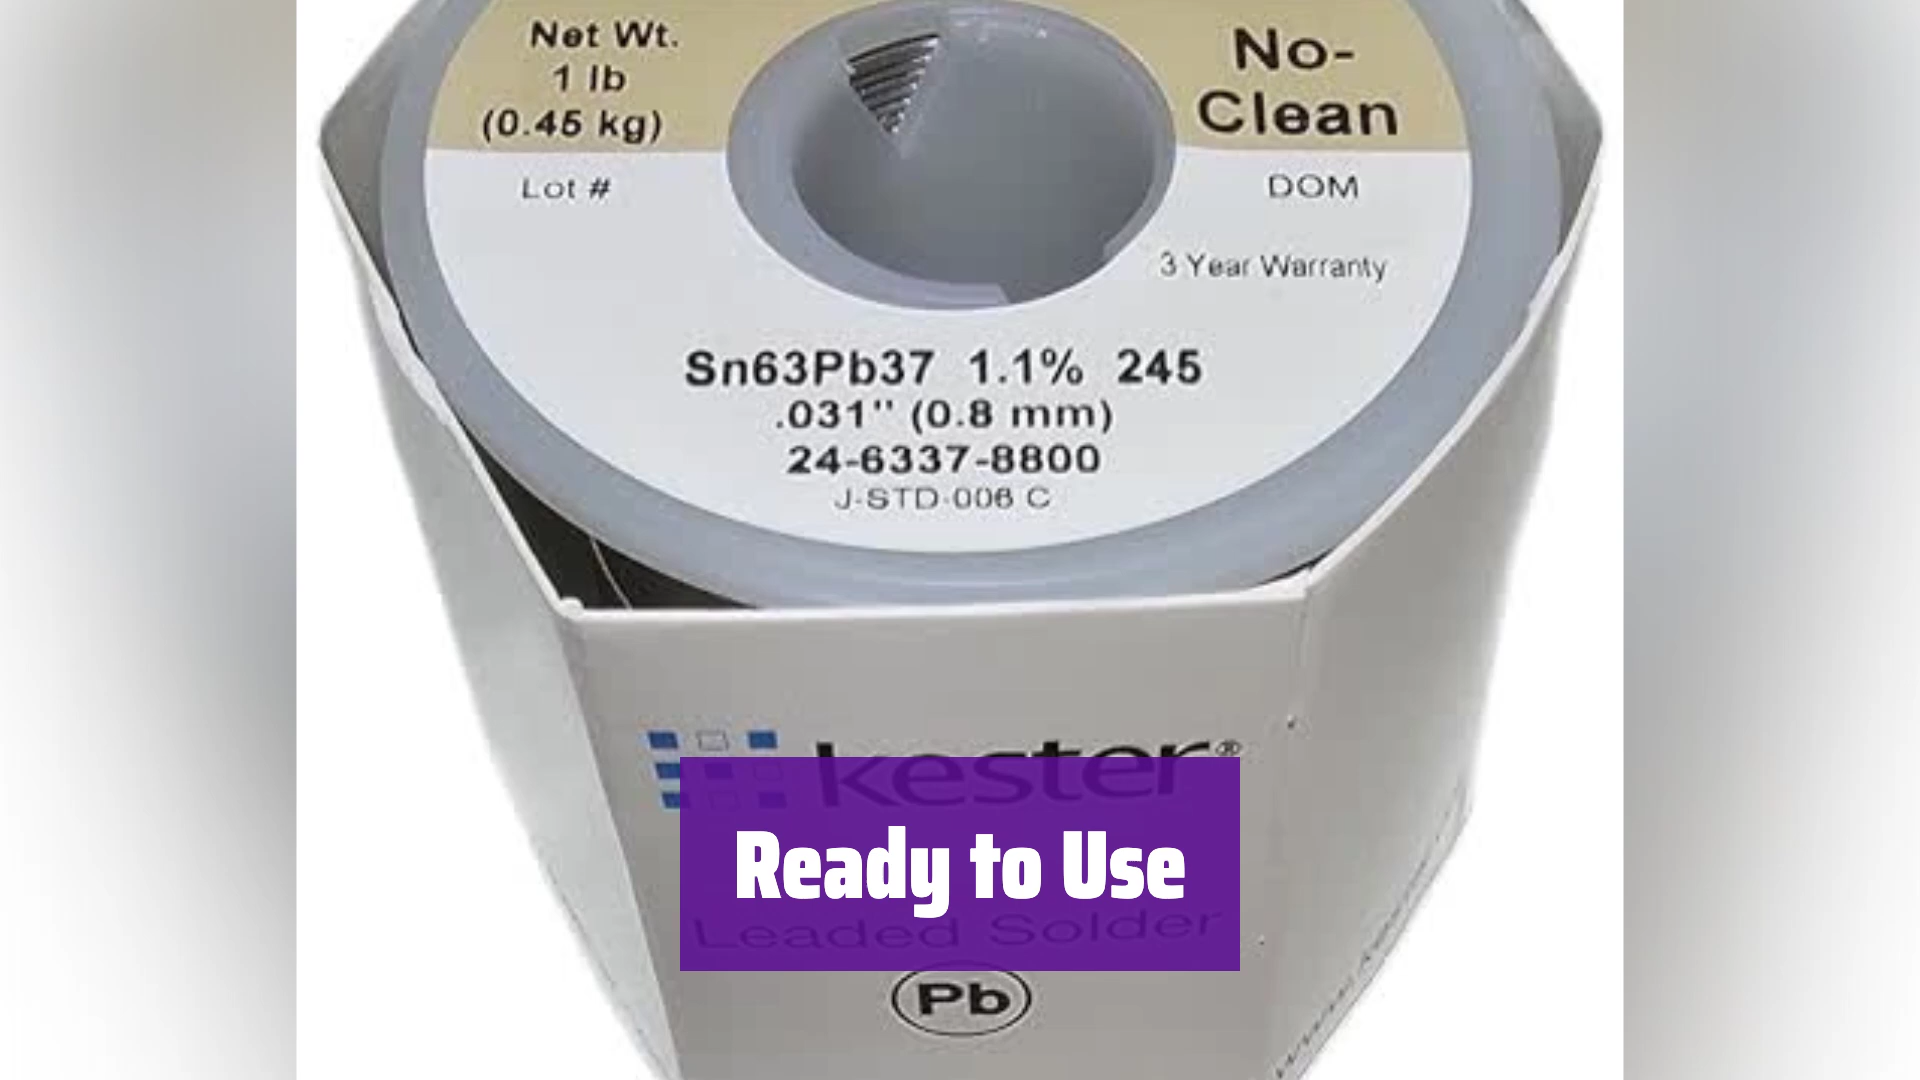 Net Wt.
1 lb
(0.45 kg)
No-
Clean
Lot #
DOM
3 Year Warranty
Sn63Pb37 1.1% 245
.031" (0.8 mm)
24-6337-8800
J-STD-006 C
kester®
Ready to Use
Leaded Solder
Pb